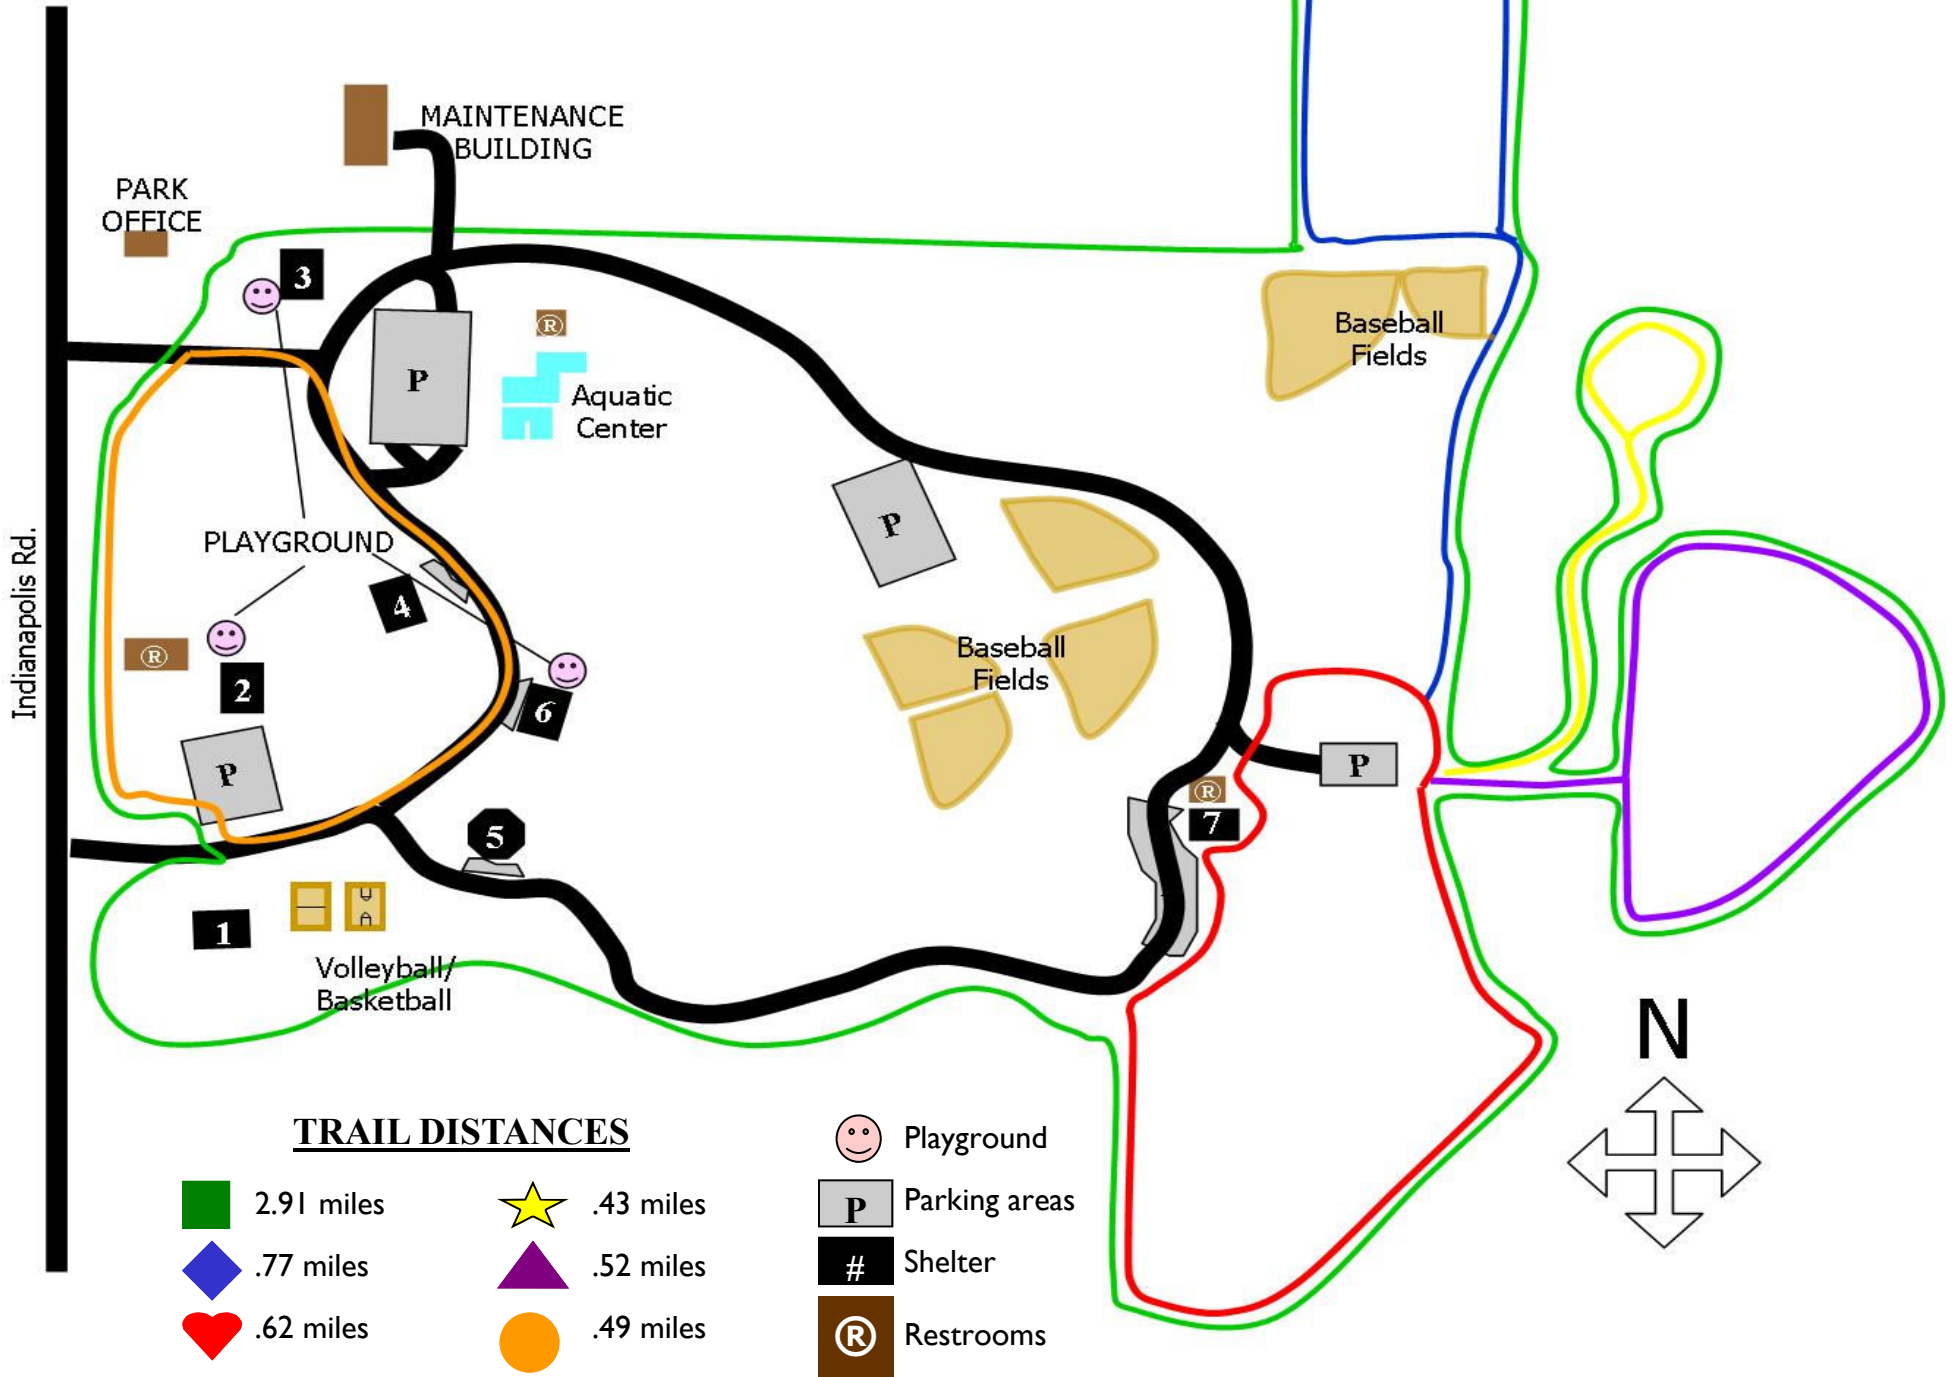 MAINTENANCE
BUILDING
PARK
OFFICE
3
®
P
Aquatic
Center
Baseball
Fields
Indianapolis Rd.
PLAYGROUND
P
4
®
2
6
Baseball
Fields
P
P
®
7
5
1
Volleyball/
Basketball
N
TRAIL DISTANCES
2.91 miles
.43 miles
.77 miles
.52 miles
.62 miles
.49 miles
Playground
P Parking areas
# Shelter
® Restrooms